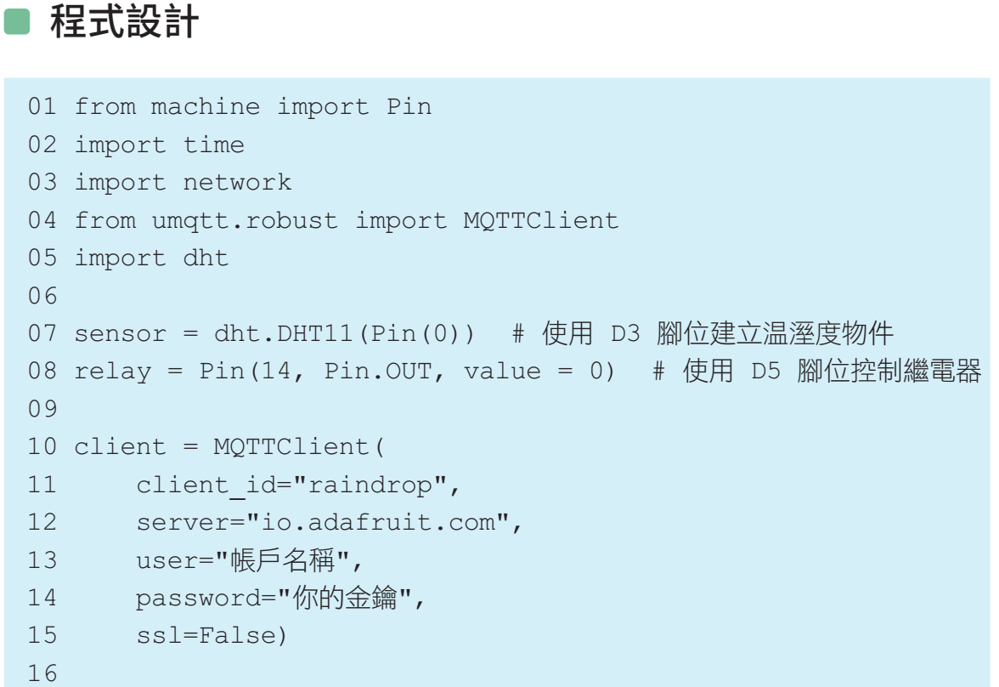 程式設計
01 from machine import Pin
02 import time
03 import network
04 from umqtt.robust import MQTTClient
05 import dht
06
07 sensor = dht.DHT11(Pin(0))  # 使用 D3 腳位建立温溼度物件
08 relay = Pin(14, Pin.OUT, value = 0)  # 使用 D5 腳位控制繼電器
09
10 client = MQTTClient(
11     client_id="raindrop",
12     server="io.adafruit.com",
13     user="帳戶名稱",
14     password="你的金鑰",
15     ssl=False)
16